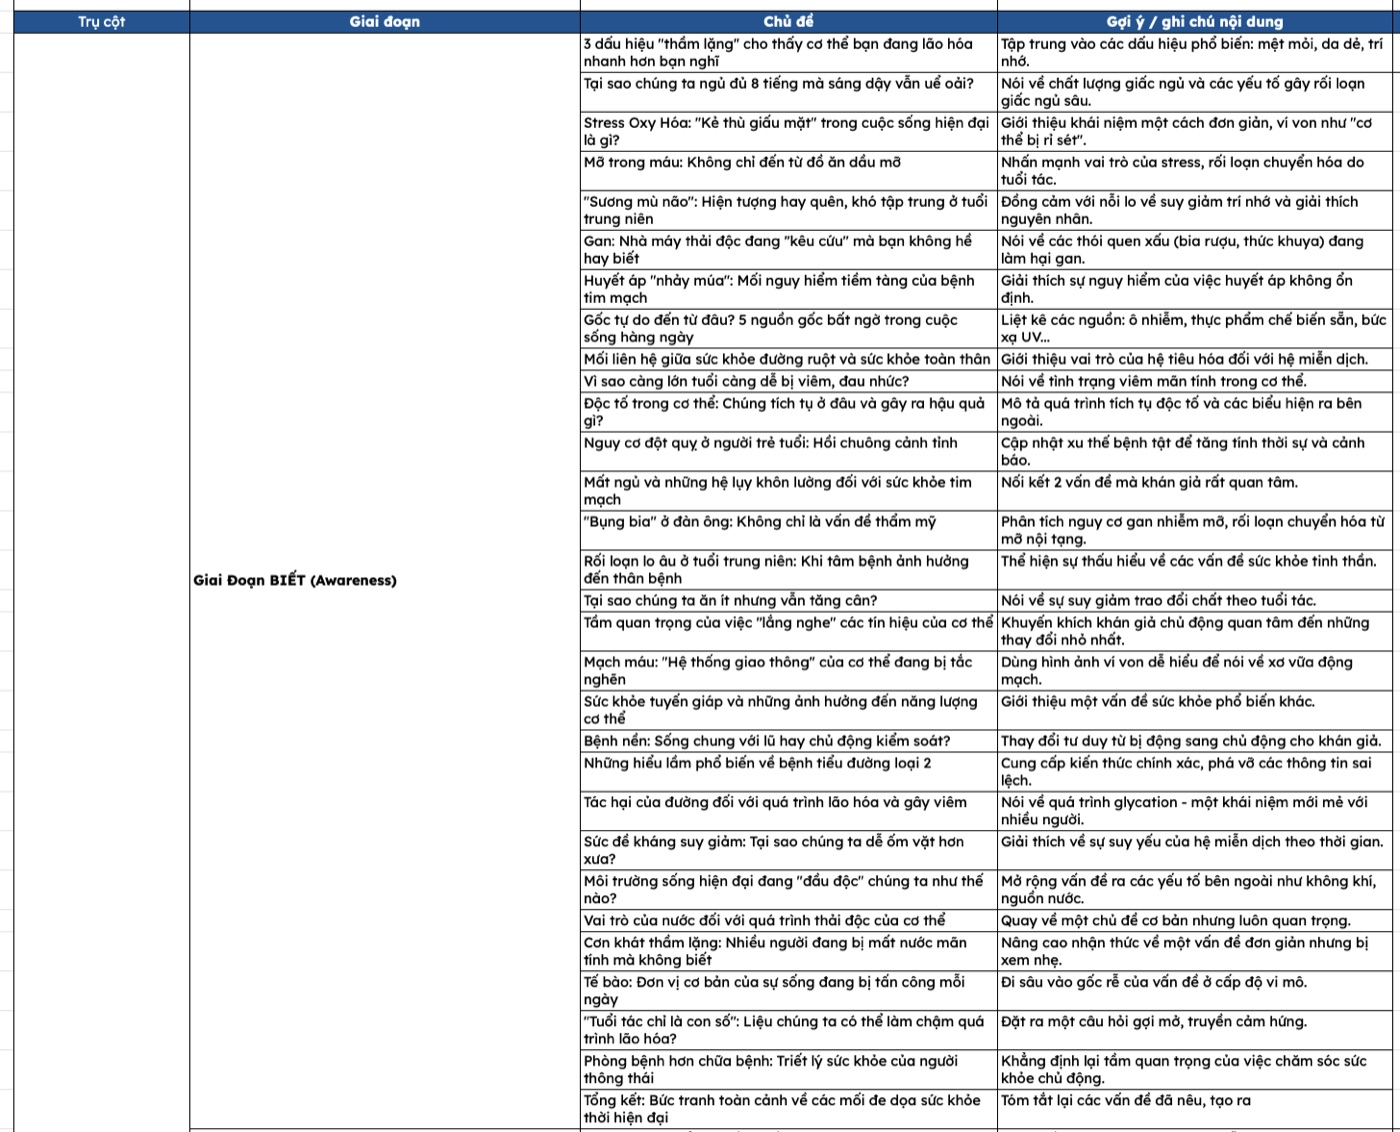 Trụ cột
Giai đoạn
Chủ đề
Gợi ý / ghi chú nội dung
Giai Đoạn BIẾT (Awareness)
3 dấu hiệu "thầm lặng" cho thấy cơ thể bạn đang lão hóa
nhanh hơn bạn nghĩ
Tập trung vào các dấu hiệu phổ biến: mệt mỏi, da dẻ, trí
nhớ.
Tại sao chúng ta ngủ đủ 8 tiếng mà sáng dậy vẫn uể oải?
Nói về chất lượng giấc ngủ và các yếu tố gây rối loạn
giấc ngủ sâu.
Stress Oxy Hóa: "Kẻ thù giấu mặt" trong cuộc sống hiện đại
là gì?
Giới thiệu khái niệm một cách đơn giản, ví von như "cơ
thể bị rỉ sét".
Mỡ trong máu: Không chỉ đến từ đồ ăn dầu mỡ
Nhấn mạnh vai trò của stress, rối loạn chuyển hóa do
tuổi tác.
"Sương mù não": Hiện tượng hay quên, khó tập trung ở tuổi
trung niên
Đồng cảm với nỗi lo về suy giảm trí nhớ và giải thích
nguyên nhân.
Gan: Nhà máy thải độc đang "kêu cứu" mà bạn không hề
hay biết
Nói về các thói quen xấu (bia rượu, thức khuya) đang
làm hại gan.
Huyết áp "nhảy múa": Mối nguy hiểm tiềm tàng của bệnh
tim mạch
Giải thích sự nguy hiểm của việc huyết áp không ổn
định.
Gốc tự do đến từ đâu? 5 nguồn gốc bất ngờ trong cuộc
sống hàng ngày
Liệt kê các nguồn: ô nhiễm, thực phẩm chế biến sẵn, bức
xạ UV...
Mối liên hệ giữa sức khỏe đường ruột và sức khỏe toàn thân
Giới thiệu vai trò của hệ tiêu hóa đối với hệ miễn dịch.
Vì sao càng lớn tuổi càng dễ bị viêm, đau nhức?
Nói về tình trạng viêm mãn tính trong cơ thể.
Độc tố trong cơ thể: Chúng tích tụ ở đâu và gây ra hậu quả
gì?
Mô tả quá trình tích tụ độc tố và các biểu hiện ra bên
ngoài.
Nguy cơ đột quỵ ở người trẻ tuổi: Hồi chuông cảnh tỉnh
Cập nhật xu thế bệnh tật để tăng tính thời sự và cảnh
báo.
Mất ngủ và những hệ lụy khôn lường đối với sức khỏe tim
mạch
Nối kết 2 vấn đề mà khán giả rất quan tâm.
"Bụng bia" ở đàn ông: Không chỉ là vấn đề thẩm mỹ
Phân tích nguy cơ gan nhiễm mỡ, rối loạn chuyển hóa từ
mỡ nội tạng.
Rối loạn lo âu ở tuổi trung niên: Khi tâm bệnh ảnh hưởng
đến thân bệnh
Thể hiện sự thấu hiểu về các vấn đề sức khỏe tinh thần.
Tại sao chúng ta ăn ít nhưng vẫn tăng cân?
Nói về sự suy giảm trao đổi chất theo tuổi tác.
Tầm quan trọng của việc "lắng nghe" các tín hiệu của cơ thể
Khuyến khích khán giả chủ động quan tâm đến những
thay đổi nhỏ nhất.
Mạch máu: "Hệ thống giao thông" của cơ thể đang bị tắc
nghẽn
Dùng hình ảnh ví von dễ hiểu để nói về xơ vữa động
mạch.
Sức khỏe tuyến giáp và những ảnh hưởng đến năng lượng
cơ thể
Giới thiệu một vấn đề sức khỏe phổ biến khác.
Bệnh nền: Sống chung với lũ hay chủ động kiểm soát?
Thay đổi tư duy từ bị động sang chủ động cho khán giả.
Những hiểu lầm phổ biến về bệnh tiểu đường loại 2
Cung cấp kiến thức chính xác, phá vỡ các thông tin sai
lệch.
Tác hại của đường đối với quá trình lão hóa và gây viêm
Nói về quá trình glycation - một khái niệm mới mẻ với
nhiều người.
Sức đề kháng suy giảm: Tại sao chúng ta dễ ốm vặt hơn
xưa?
Giải thích về sự suy yếu của hệ miễn dịch theo thời gian.
Môi trường sống hiện đại đang "đầu độc" chúng ta như thế
nào?
Mở rộng vấn đề ra các yếu tố bên ngoài như không khí,
nguồn nước.
Vai trò của nước đối với quá trình thải độc của cơ thể
Quay về một chủ đề cơ bản nhưng luôn quan trọng.
Cơn khát thầm lặng: Nhiều người đang bị mất nước mãn
tính mà không biết
Nâng cao nhận thức về một vấn đề đơn giản nhưng bị
xem nhẹ.
Tế bào: Đơn vị cơ bản của sự sống đang bị tấn công mỗi
ngày
Đi sâu vào gốc rễ của vấn đề ở cấp độ vi mô.
"Tuổi tác chỉ là con số": Liệu chúng ta có thể làm chậm quá
trình lão hóa?
Đặt ra một câu hỏi gợi mở, truyền cảm hứng.
Phòng bệnh hơn chữa bệnh: Triết lý sức khỏe của người
thông thái
Khẳng định lại tầm quan trọng của việc chăm sóc sức
khỏe chủ động.
Tổng kết: Bức tranh toàn cảnh về các mối đe dọa sức khỏe
thời hiện đại
Tóm tắt lại các vấn đề đã nêu, tạo ra